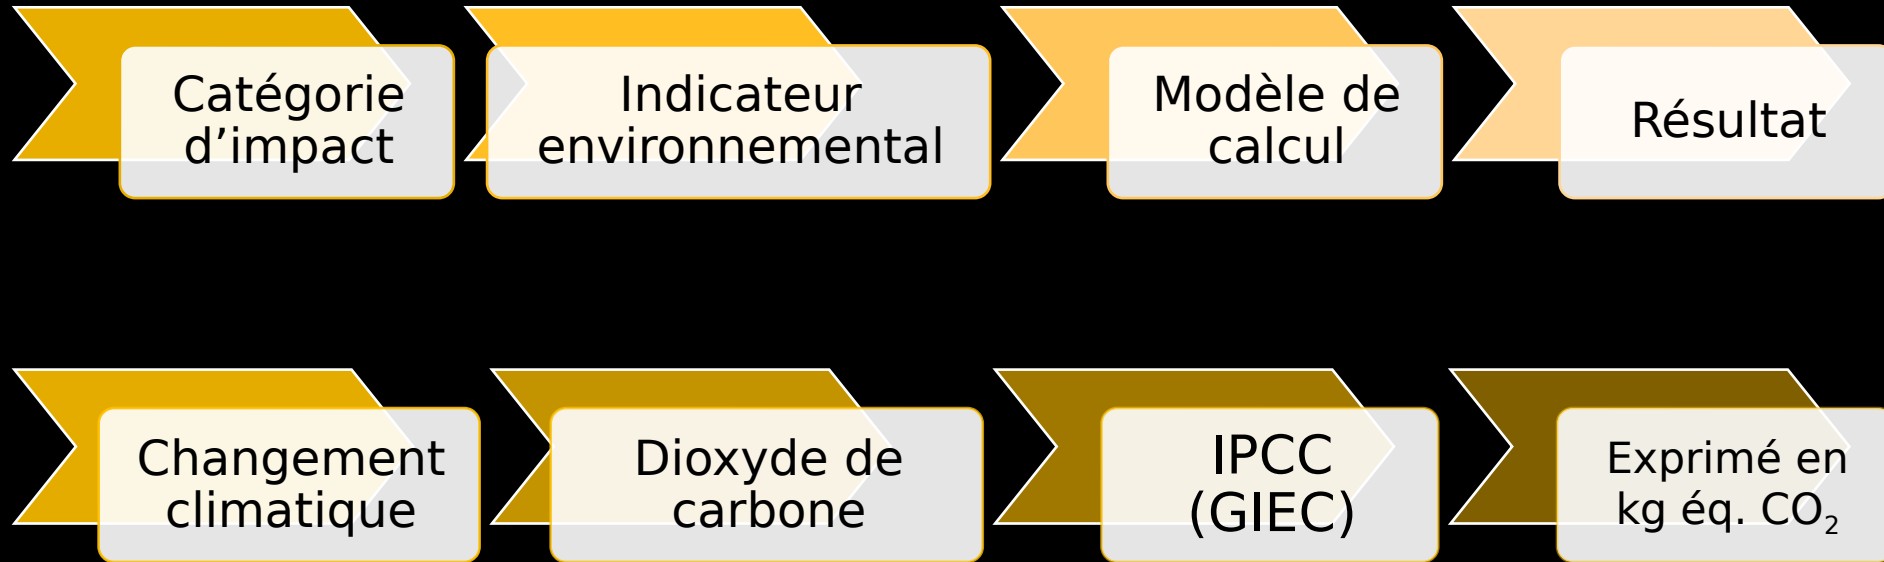 Catégorie
d’impact
Indicateur
environnemental
Modèle de
calcul
Résultat
Changement
climatique
Dioxyde de
carbone
IPCC
(GIEC)
Exprimé en
kg éq. CO₂